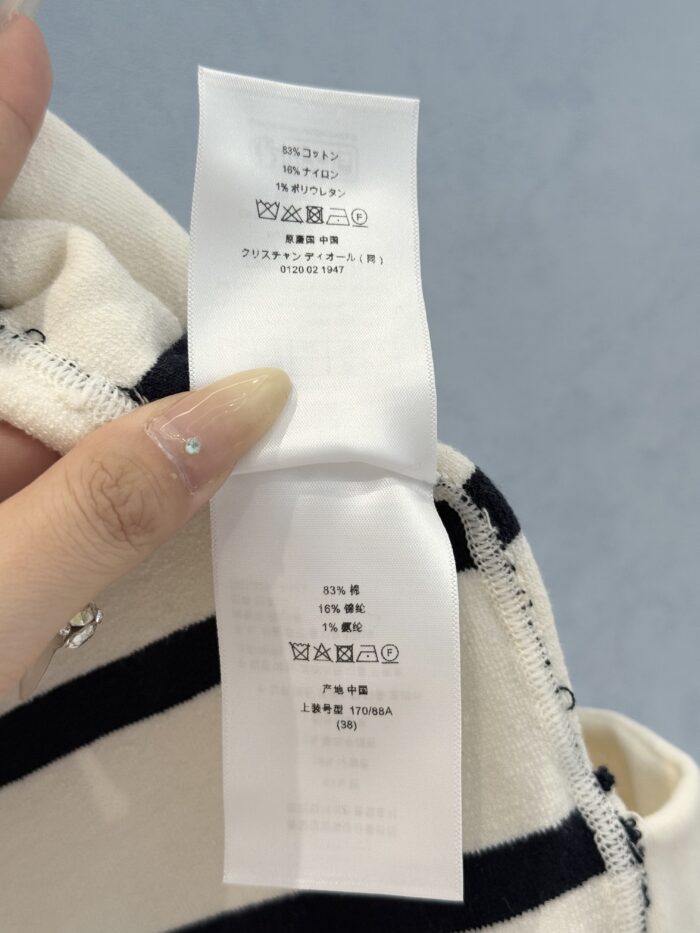 83% コットン
16% ナイロン
1% ポリウレタン
F
原産国 中国
クリスチャン ディオール ( 同 )
0120 02 1947
83% 棉
16% 锦纶
1% 氨纶
F
产地 中国
上装号型 170/88A
(38)